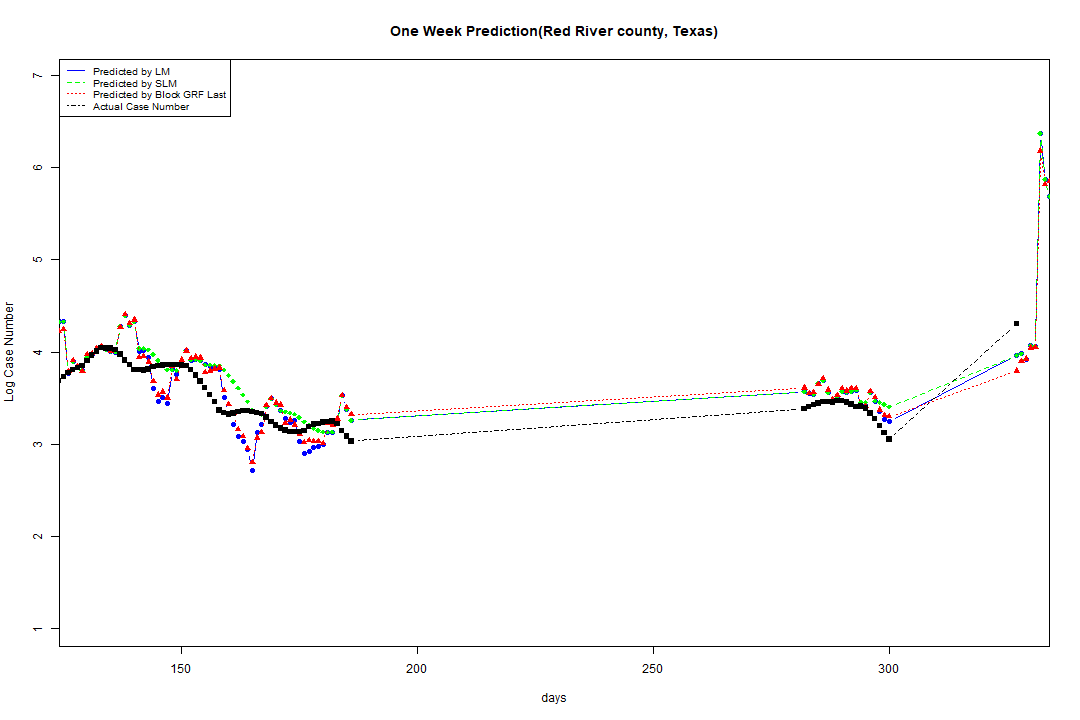 One Week Prediction(Red River county, Texas)
Predicted by LM
Predicted by SLM
Predicted by Block GRF Last
Actual Case Number
7
6
5
4
3
2
1
Log Case Number
150
200
250
300
days